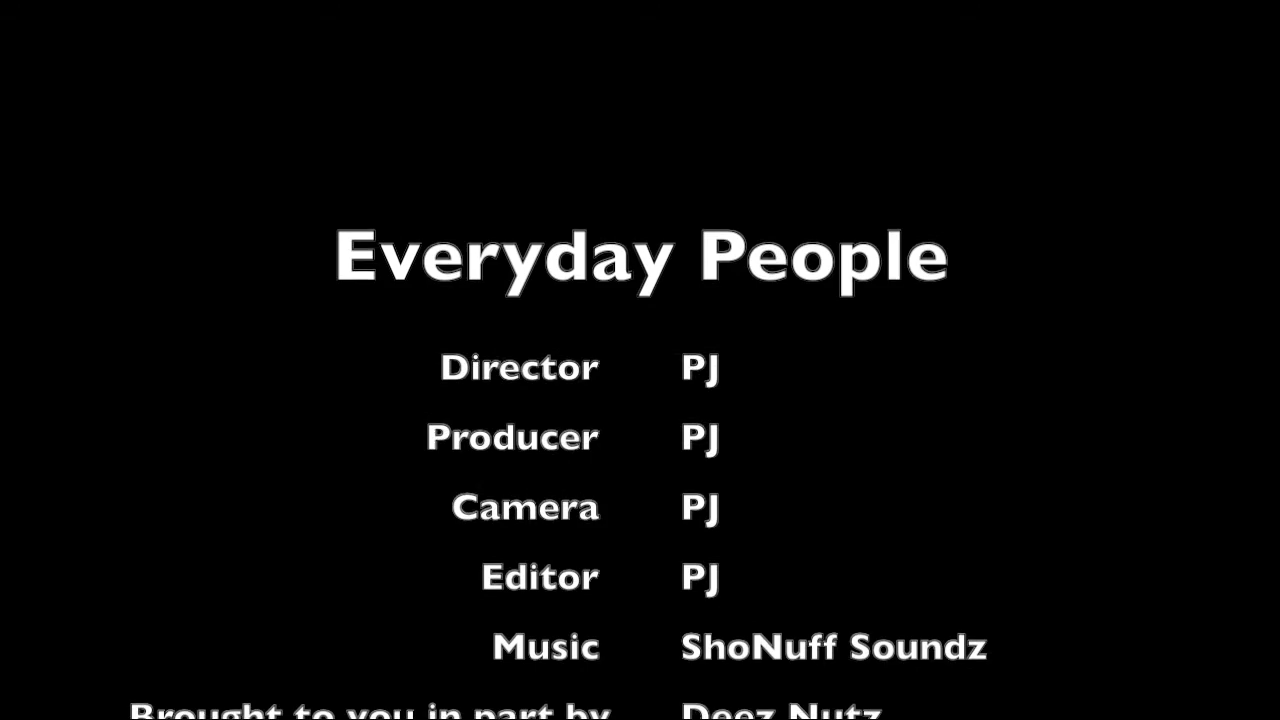 Everyday People
Director PJ
Producer PJ
Camera PJ
Editor PJ
Music ShoNuff Soundz
Brought to you in part by Deez Nutz